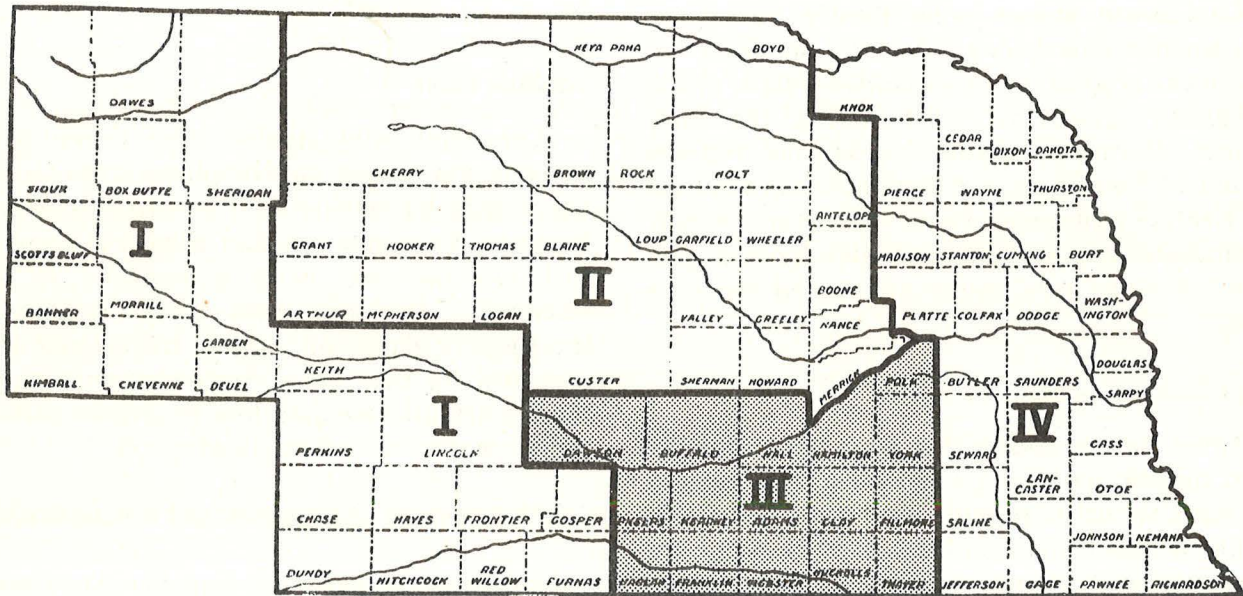 KEYA PAHA
BOYD
DAWES
KNOX
CEDAR
DIXON
DAKOTA
SIOUX
BOX BUTTE
SHERIDAN
CHERRY
BROWN
ROCK
HOLT
PIERCE
WAYNE
THURSTON
ANTELOPE
I
SCOTTS BLUFF
GRANT
HOOKER
THOMAS
BLAINE
LOUP
GARFIELD
WHEELER
MADISON
STANTON
CUMING
BURT
II
BANNER
MORRILL
ARTHUR
McPHERSON
LOGAN
VALLEY
GREELEY
BOONE
NANCE
PLATTE
COLFAX
DODGE
WASH-
INGTON
GARDEN
KIMBALL
CHEYENNE
DEUEL
KEITH
CUSTER
SHERMAN
HOWARD
MERRICK
POLK
BUTLER
SAUNDERS
DOUGLAS
SARPY
I
IV
PERKINS
LINCOLN
DAWSON
BUFFALO
HALL
HAMILTON
YORK
SEWARD
CASS
III
LAN-
CASTER
OTOE
CHASE
HAYES
FRONTIER
GOSPER
PHELPS
KEARNEY
ADAMS
CLAY
FILLMORE
SALINE
JOHNSON
NEMAHA
DUNDY
HITCHCOCK
RED
WILLOW
FURNAS
HARLAN
FRANKLIN
WEBSTER
NUCKOLLS
THAYER
JEFFERSON
GAGE
PAWNEE
RICHARDSON